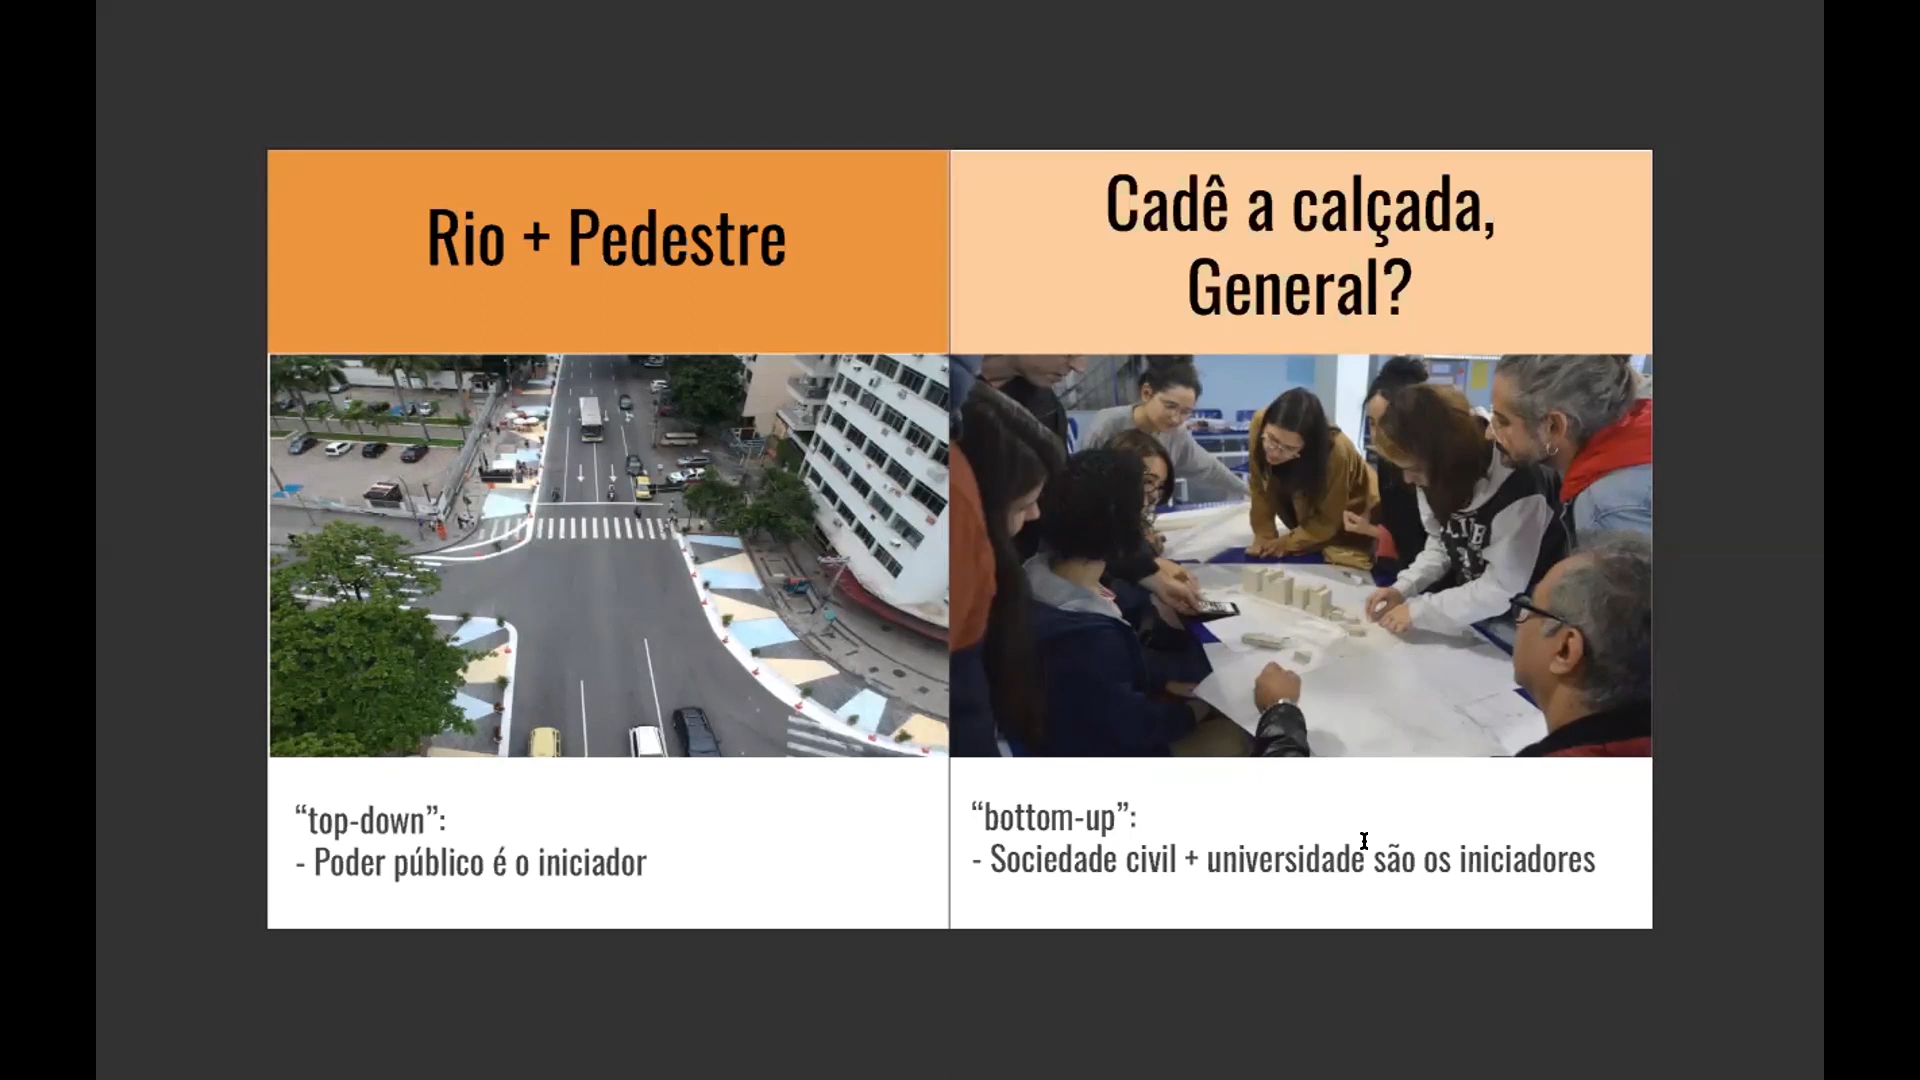 Rio + Pedestre
Cadê a calçada,
General?
“top-down”:
- Poder público é o iniciador
“bottom-up”:
- Sociedade civil + universidade são os iniciadores